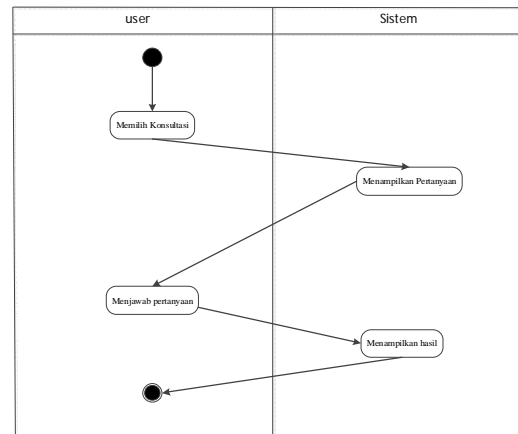 user
Sistem
Memilih Konsultasi
Menampilkan Pertanyaan
Menjawab pertanyaan
Menampilkan hasil